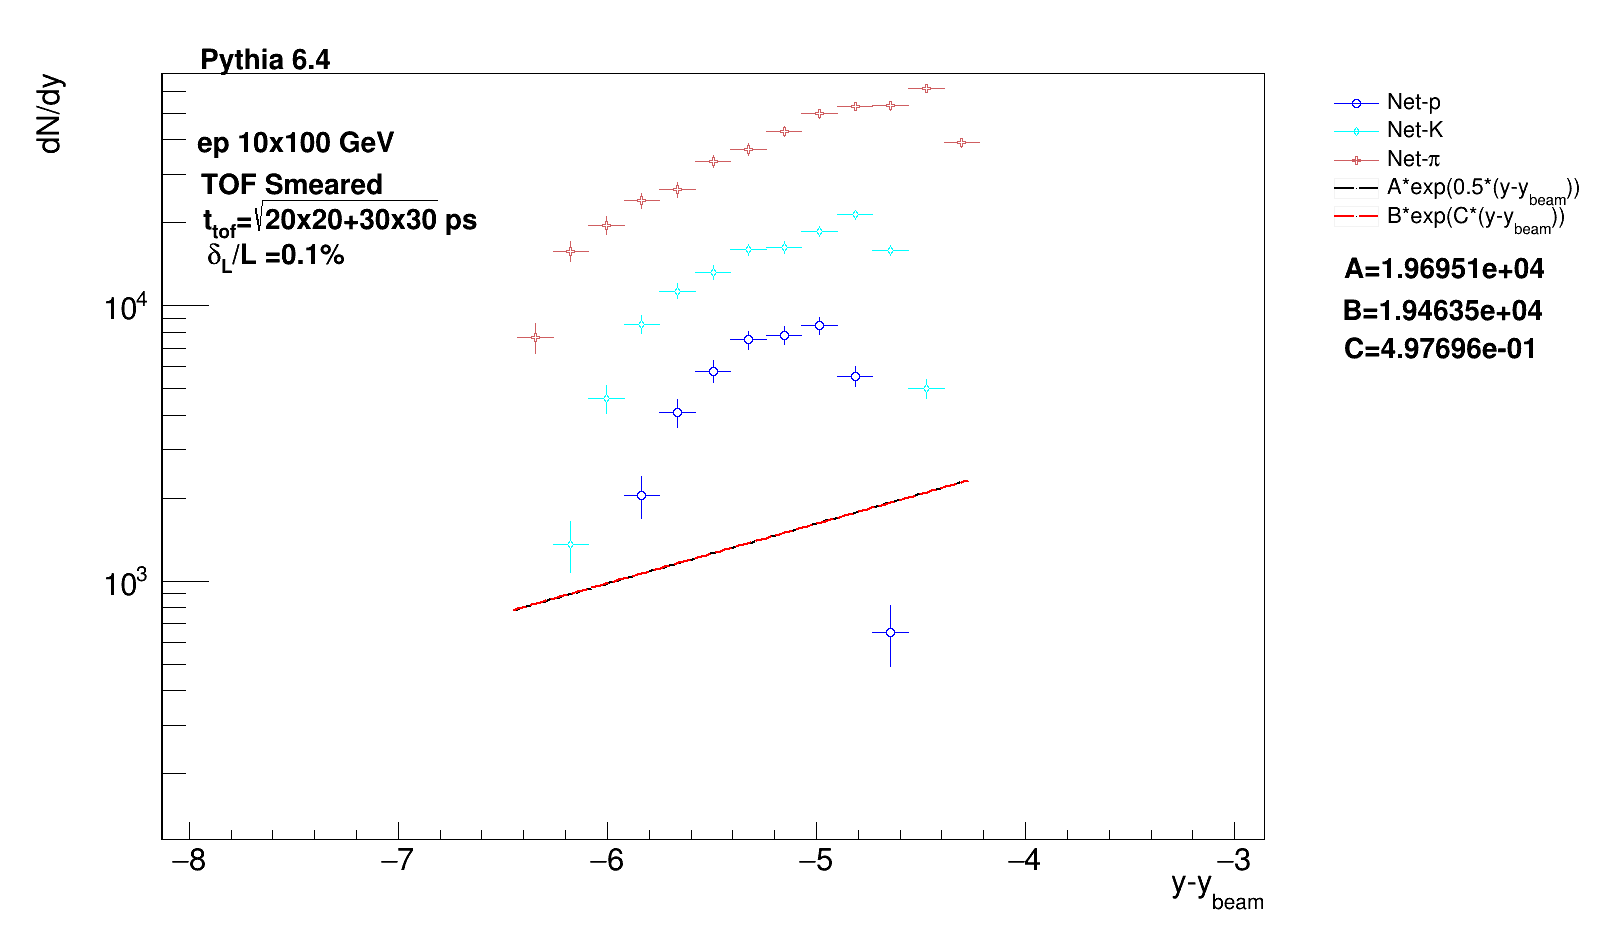 Pythia 6.4
dN/dy
ep 10x100 GeV
TOF Smeared
t_tof=√20x20+30x30 ps
δ_L/L =0.1%
10^4
10^3
−8 −7 −6 −5 −4 −3
y-y_beam
Net-p
Net-K
Net-π
A*exp(0.5*(y-y_beam))
B*exp(C*(y-y_beam))
A=1.96951e+04
B=1.94635e+04
C=4.97696e-01